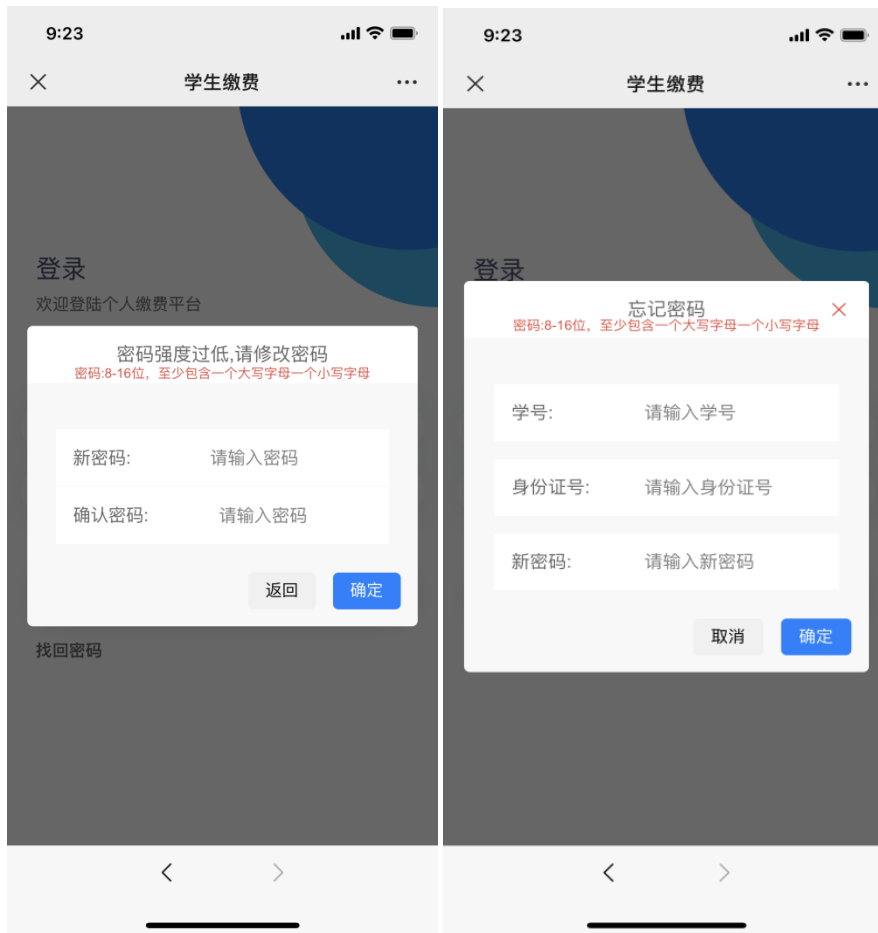 9:23
学生缴费
登录
欢迎登陆个人缴费平台
密码强度过低,请修改密码
密码:8-16位，至少包含一个大写字母一个小写字母
新密码: 请输入密码
确认密码: 请输入密码
返回 确定
找回密码
9:23
学生缴费
登录
忘记密码
密码:8-16位，至少包含一个大写字母一个小写字母
学号: 请输入学号
身份证号: 请输入身份证号
新密码: 请输入新密码
取消 确定